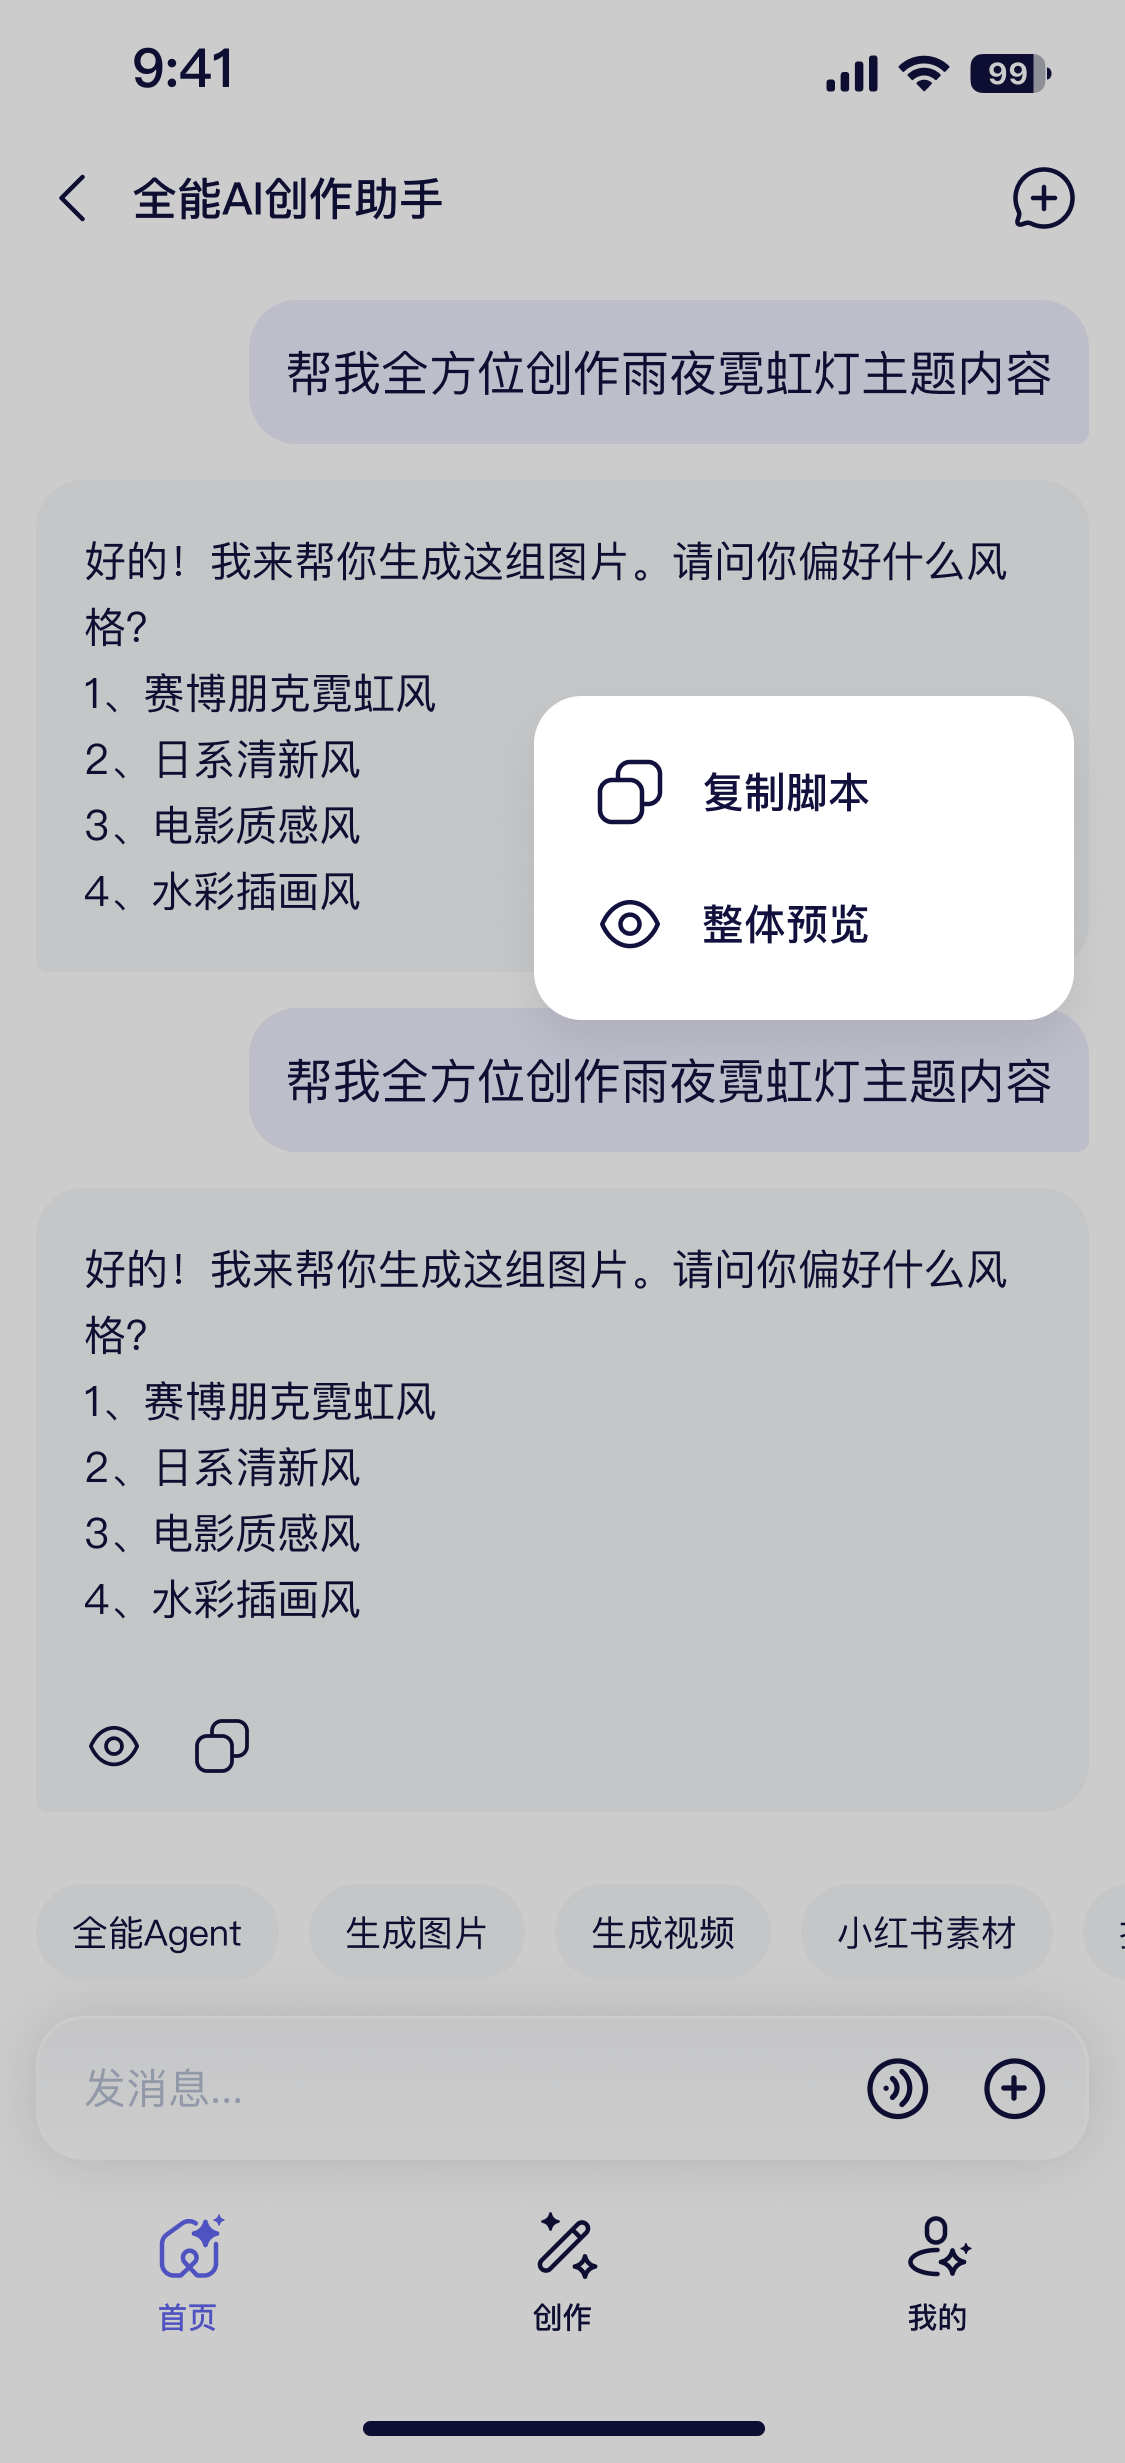 9:41
99
全能AI创作助手
帮我全方位创作雨夜霓虹灯主题内容
好的！我来帮你生成这组图片。请问你偏好什么风
格?
1、赛博朋克霓虹风
2、日系清新风
3、电影质感风
4、水彩插画风
复制脚本
整体预览
帮我全方位创作雨夜霓虹灯主题内容
好的！我来帮你生成这组图片。请问你偏好什么风
格?
1、赛博朋克霓虹风
2、日系清新风
3、电影质感风
4、水彩插画风
全能Agent
生成图片
生成视频
小红书素材
发消息...
首页
创作
我的